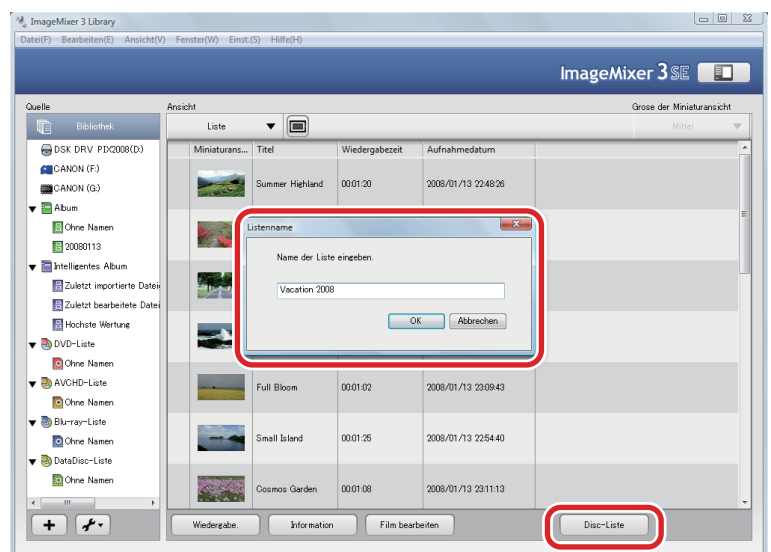 ImageMixer 3 Library
Datei(F) Bearbeiten(E) Ansicht(V) Fenster(W) Einst.(S) Hilfe(H)
ImageMixer 3 SE
Quelle
Ansicht
Grose der Miniaturansicht
Bibliothek
Liste
Mittel
DSK DRV PIX2008(D:)
CANON (F:)
CANON (G:)
Album
Ohne Namen
20080113
Intelligentes Album
Zuletzt importierte Datei
Zuletzt bearbeitete Datei
Hochste Wertung
DVD-Liste
Ohne Namen
AVCHD-Liste
Ohne Namen
Blu-ray-Liste
Ohne Namen
DataDisc-Liste
Ohne Namen
Miniaturans... Titel Wiedergabezeit Aufnahmedatum
Summer Highland 00:01:20 2008/01/13 22:48:26
Listenname
Name der Liste eingeben.
Vacation 2008
OK Abbrechen
Full Bloom 00:01:02 2008/01/13 23:09:43
Small Island 00:01:25 2008/01/13 22:54:40
Cosmos Garden 00:01:08 2008/01/13 23:11:13
Wiedergabe. Information Film bearbeiten Disc-Liste